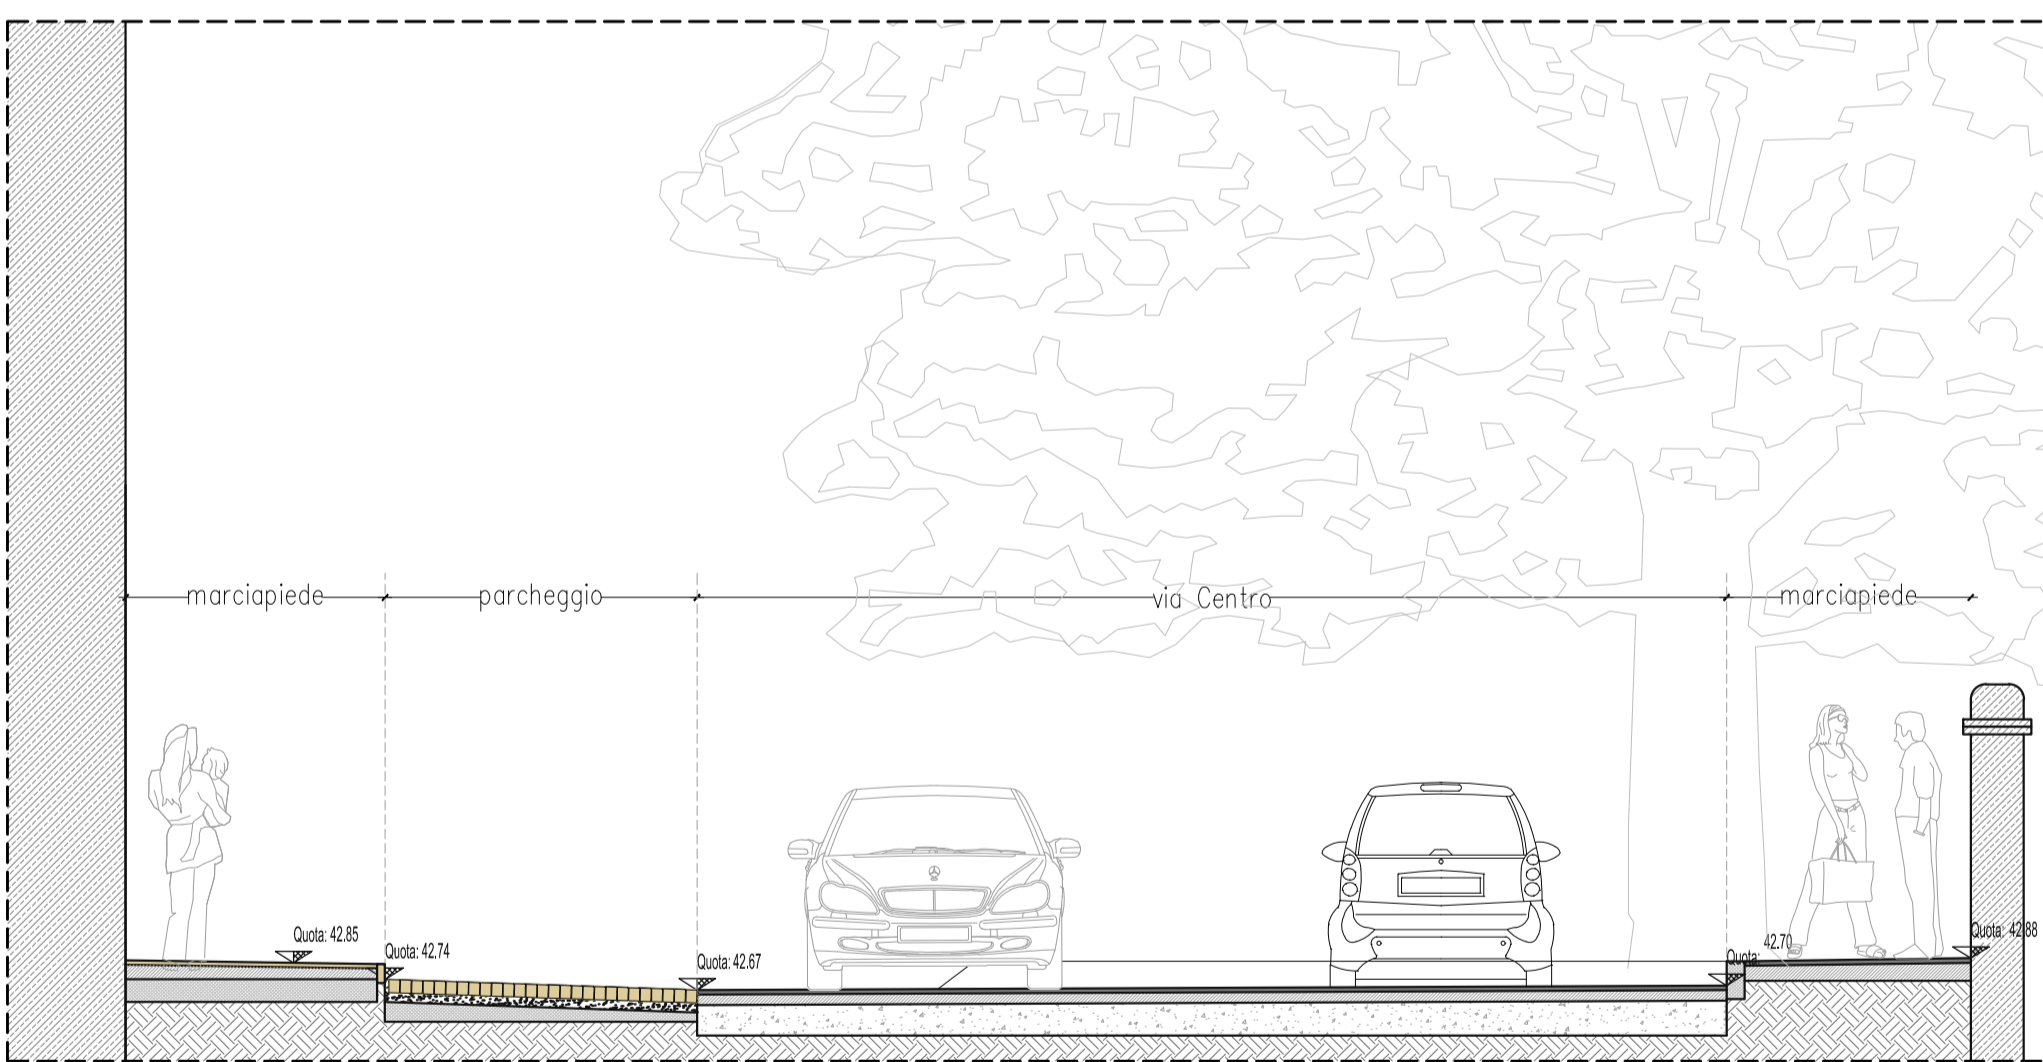 marciapiede
parcheggio
via Centro
marciapiede
Quota: 42.85
Quota: 42.74
Quota: 42.67
Quota: 42.70
Quota: 42.88